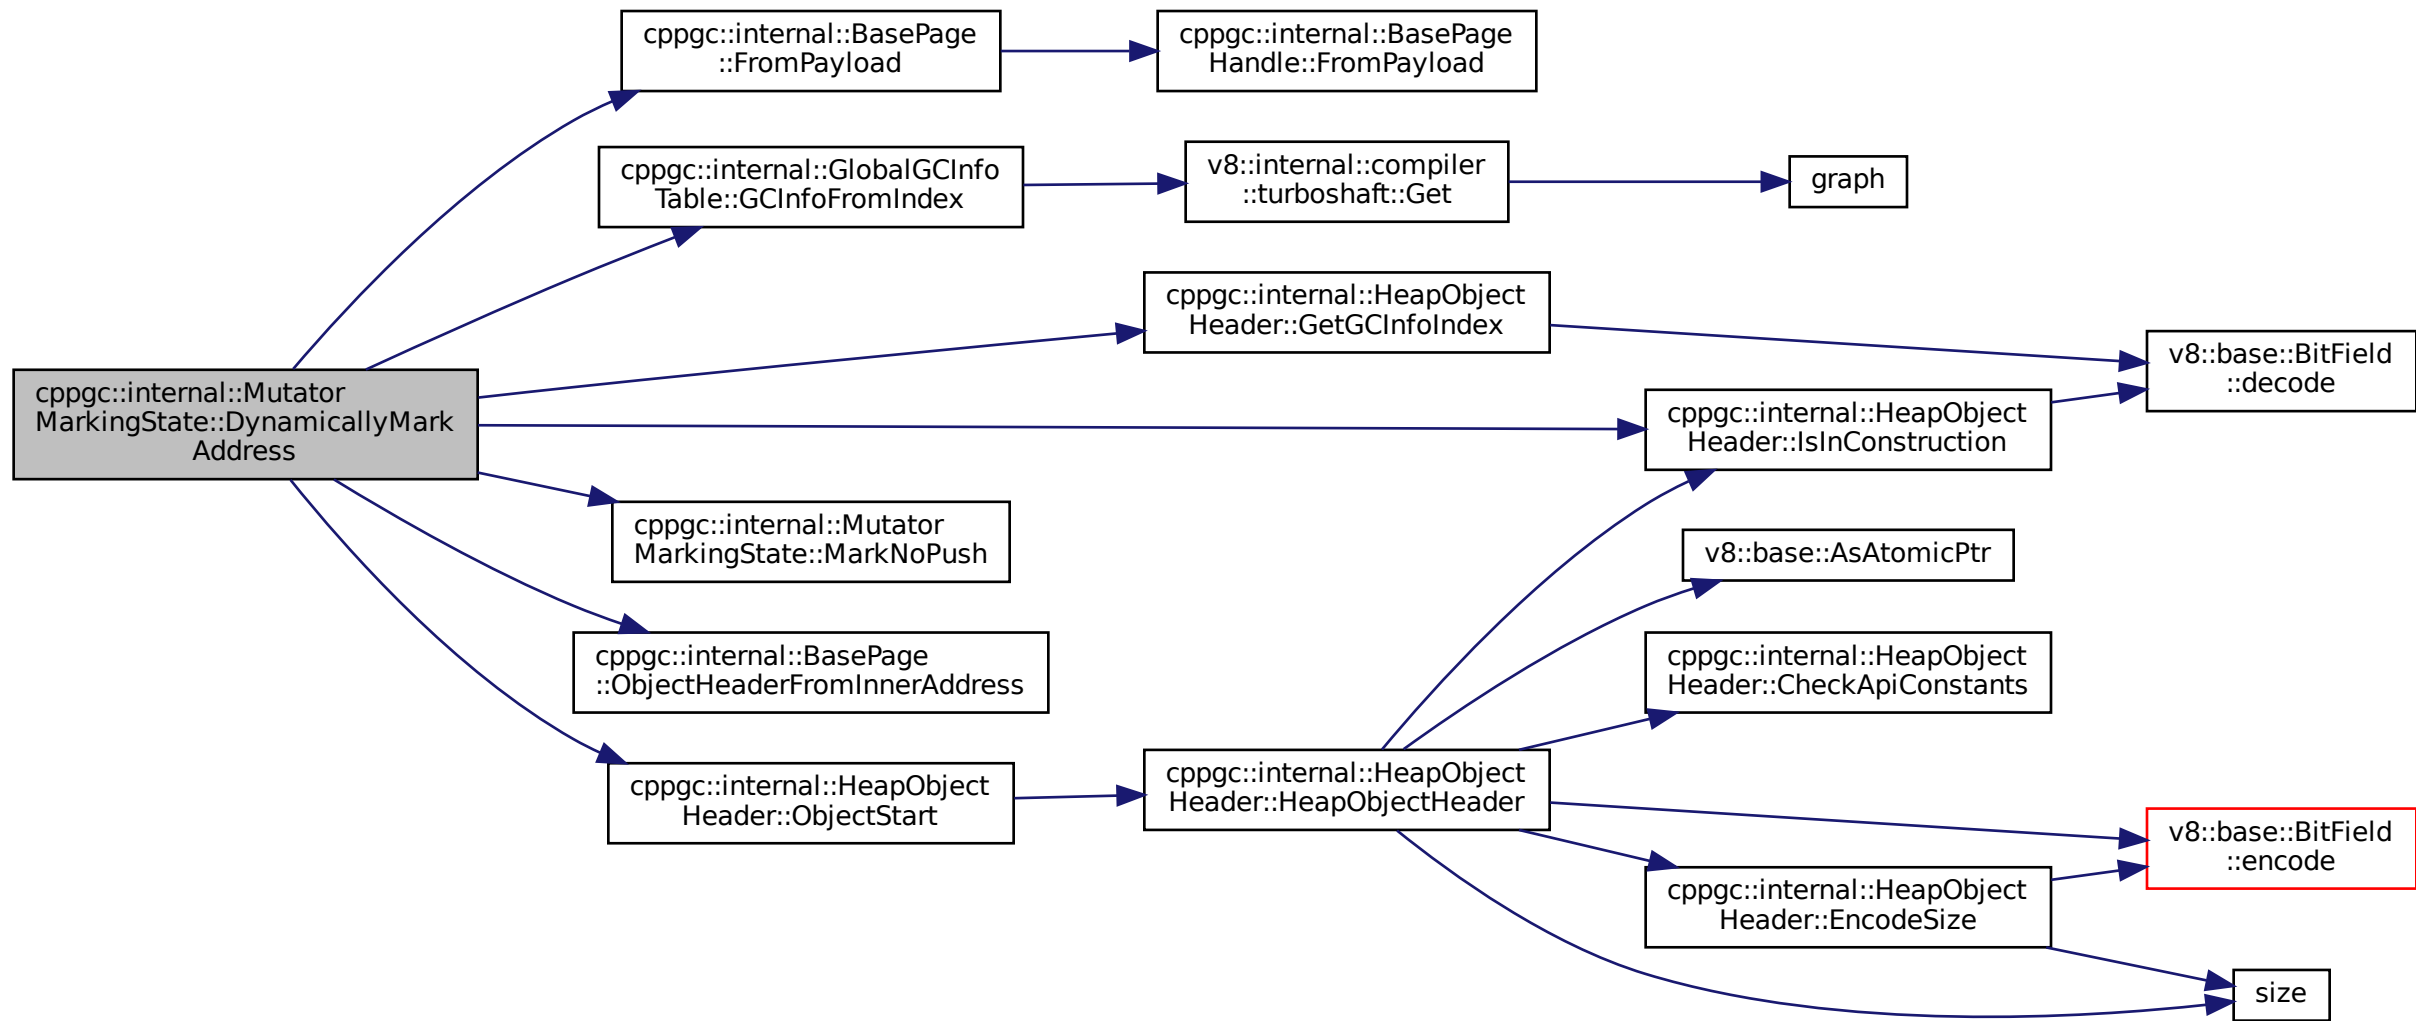 cppgc::internal::BasePage
::FromPayload
cppgc::internal::BasePage
Handle::FromPayload
cppgc::internal::GlobalGCInfo
Table::GCInfoFromIndex
v8::internal::compiler
::turboshaft::Get
graph
cppgc::internal::HeapObject
Header::GetGCInfoIndex
v8::base::BitField
::decode
cppgc::internal::Mutator
MarkingState::DynamicallyMark
Address
cppgc::internal::HeapObject
Header::IsInConstruction
cppgc::internal::Mutator
MarkingState::MarkNoPush
v8::base::AsAtomicPtr
cppgc::internal::BasePage
::ObjectHeaderFromInnerAddress
cppgc::internal::HeapObject
Header::CheckApiConstants
cppgc::internal::HeapObject
Header::ObjectStart
cppgc::internal::HeapObject
Header::HeapObjectHeader
v8::base::BitField
::encode
cppgc::internal::HeapObject
Header::EncodeSize
size